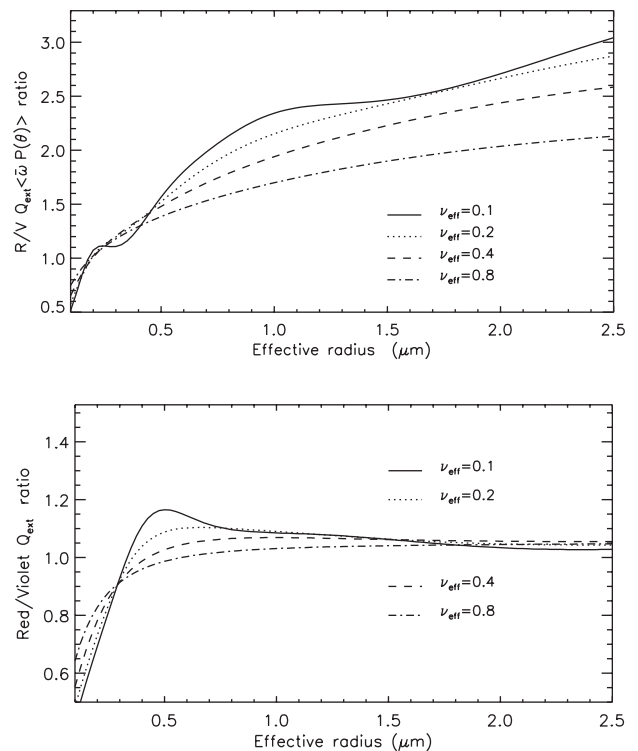 R/V Q_ext<ω̄ P(θ)> ratio
3.0
2.5
2.0
1.5
1.0
0.5
ν_eff=0.1
ν_eff=0.2
ν_eff=0.4
ν_eff=0.8
0.5 1.0 1.5 2.0 2.5
Effective radius (μm)
Red/Violet Q_ext ratio
1.4
1.2
1.0
0.8
0.6
ν_eff=0.1
ν_eff=0.2
ν_eff=0.4
ν_eff=0.8
0.5 1.0 1.5 2.0 2.5
Effective radius (μm)